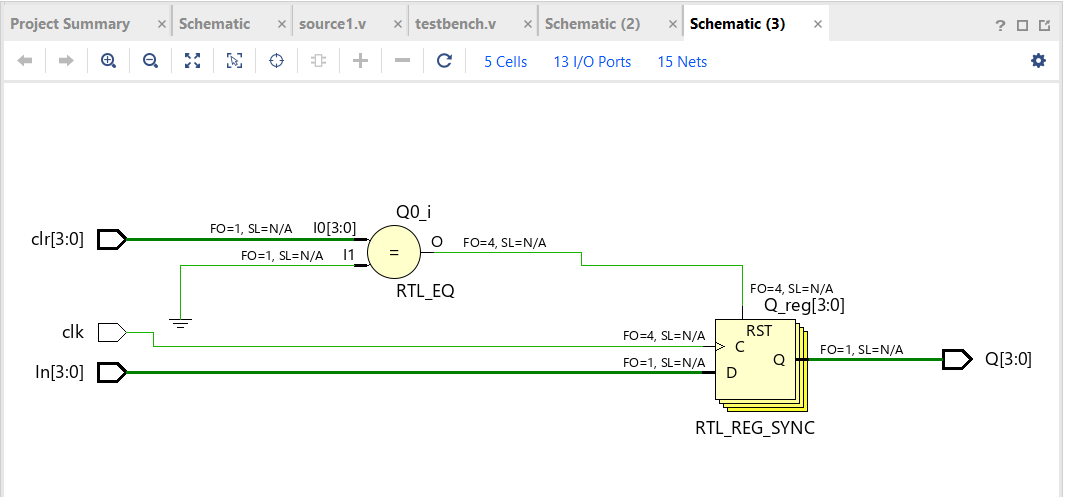 Project Summary × Schematic × source1.v × testbench.v × Schematic (2) × Schematic (3) × ?
5 Cells 13 I/O Ports 15 Nets
Q0_i
clr[3:0] FO=1, SL=N/A I0[3:0]
= O FO=4, SL=N/A
FO=1, SL=N/A I1
RTL_EQ
FO=4, SL=N/A
Q_reg[3:0]
clk FO=4, SL=N/A RST
C
In[3:0] FO=1, SL=N/A D Q FO=1, SL=N/A Q[3:0]
RTL_REG_SYNC